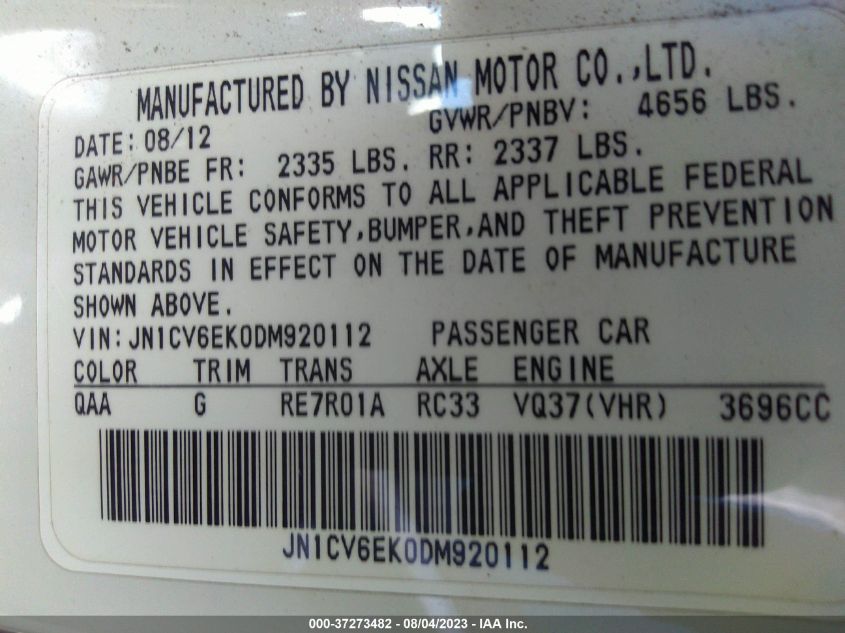 MANUFACTURED BY NISSAN MOTOR CO.,LTD.
DATE: 08/12 GVWR/PNBV: 4656 LBS.
GAWR/PNBE FR: 2335 LBS. RR: 2337 LBS.
THIS VEHICLE CONFORMS TO ALL APPLICABLE FEDERAL
MOTOR VEHICLE SAFETY,BUMPER,AND THEFT PREVENTION
STANDARDS IN EFFECT ON THE DATE OF MANUFACTURE
SHOWN ABOVE.
VIN:JN1CV6EK0DM920112 PASSENGER CAR
COLOR TRIM TRANS AXLE ENGINE
QAA G RE7R01A RC33 VQ37(VHR) 3696CC
JN1CV6EK0DM920112
000-37273482 - 08/04/2023 - IAA Inc.